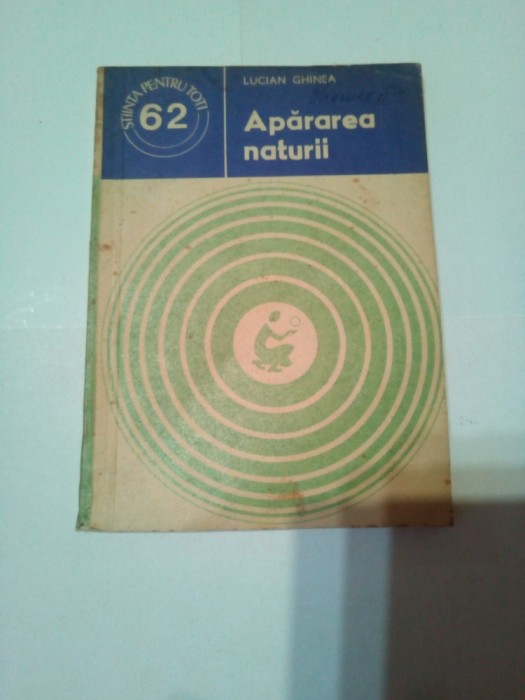 ȘTIINȚA PENTRU TOȚI
62
LUCIAN GHINEA
Apărarea
naturii